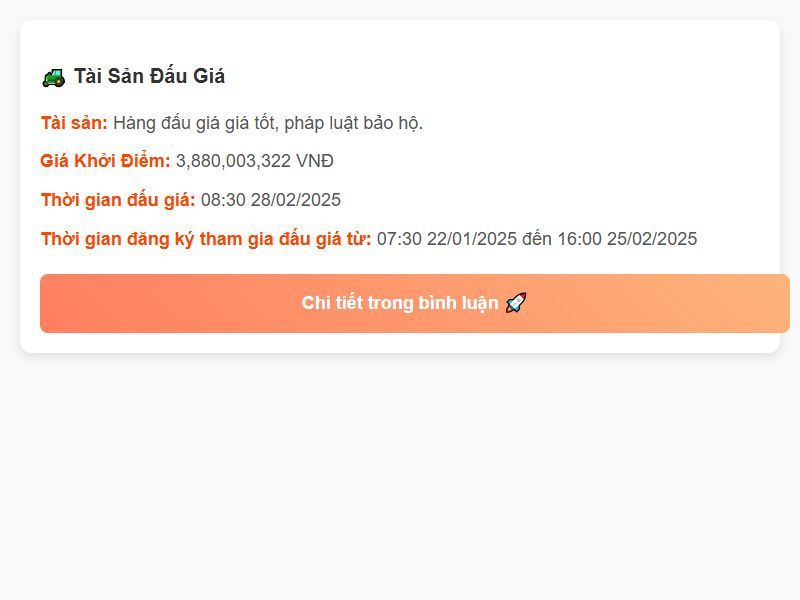 🚜 Tài Sản Đấu Giá
Tài sản: Hàng đấu giá giá tốt, pháp luật bảo hộ.
Giá Khởi Điểm: 3,880,003,322 VNĐ
Thời gian đấu giá: 08:30 28/02/2025
Thời gian đăng ký tham gia đấu giá từ: 07:30 22/01/2025 đến 16:00 25/02/2025
Chi tiết trong bình luận 🚀